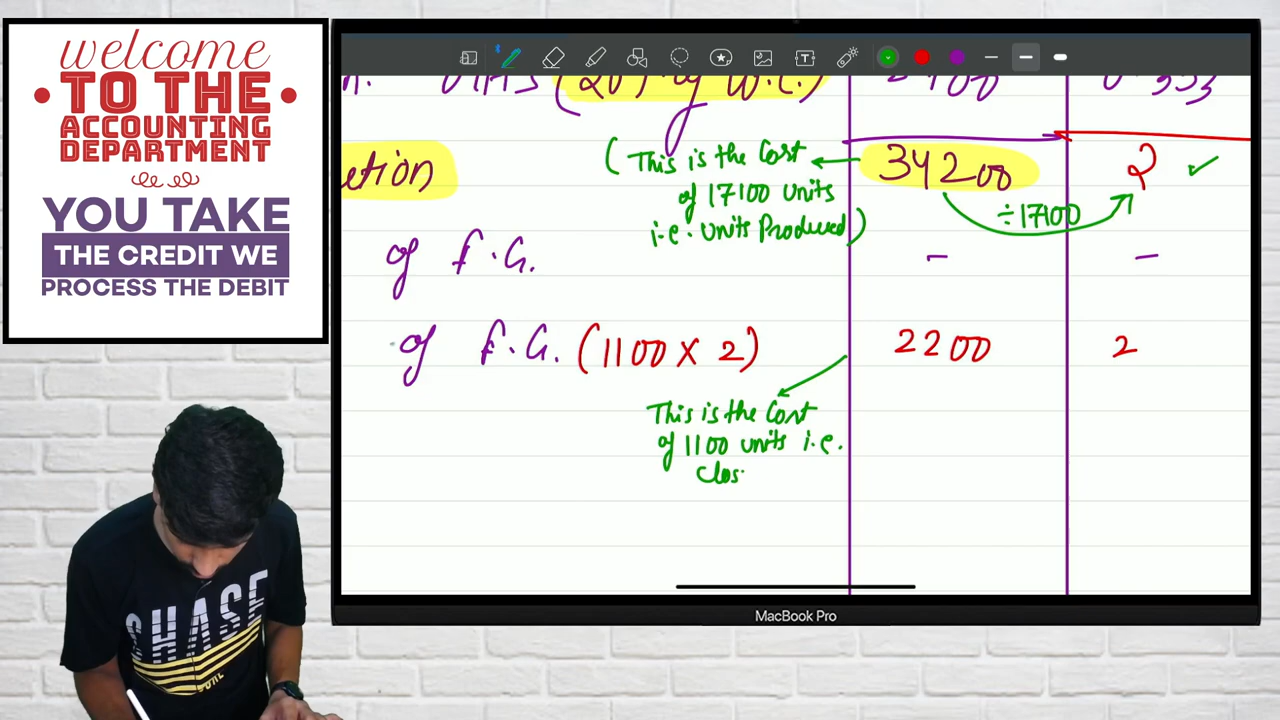 welcome
TO THE
ACCOUNTING
DEPARTMENT
YOU TAKE
THE CREDIT WE
PROCESS THE DEBIT
etion
(This is the Cost
of 17100 Units
i.e. Units Produced)
34200
2 ✓
÷17100
of F.G.
-
-
of F.G. (1100 X 2)
2200
2
This is the Cost
of 1100 units i.e.
Clos
MacBook Pro
CHASE